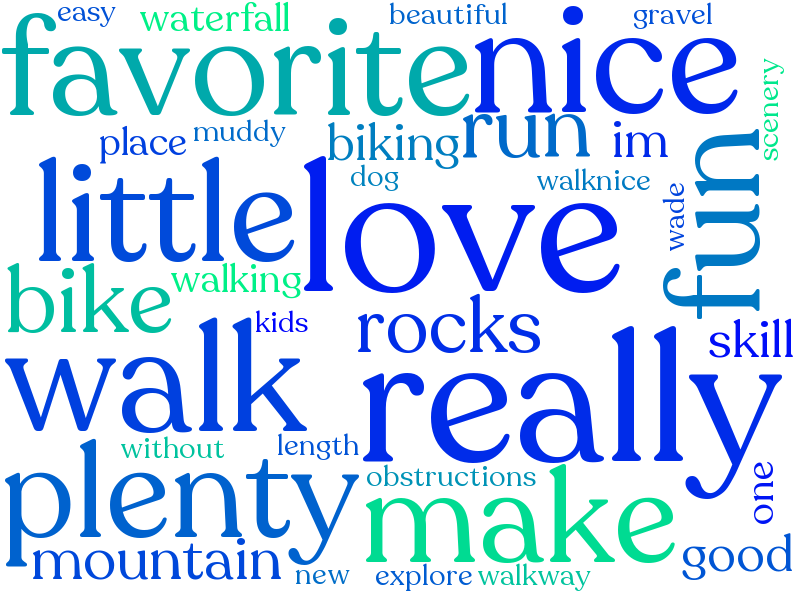 easy
waterfall
beautiful
gravel
favorite
nice
scenery
place
muddy
biking
run
im
fun
little
love
dog
walknice
wade
bike
walking
kids
rocks
skill
walk
really
without
length
plenty
obstructions
make
one
mountain
new
explore
walkway
good